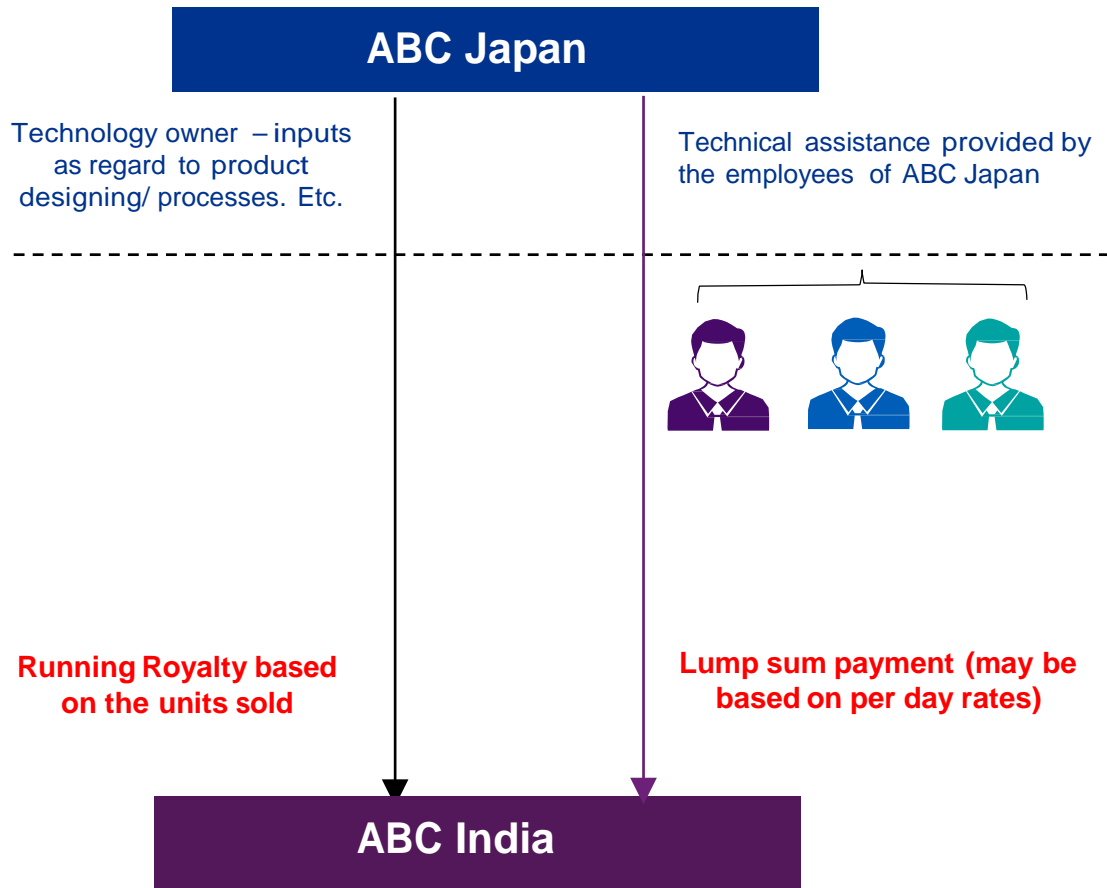 ABC Japan
Technology owner – inputs
as regard to product
designing/ processes. Etc.
Technical assistance provided by
the employees of ABC Japan
Running Royalty based
on the units sold
Lump sum payment (may be
based on per day rates)
ABC India